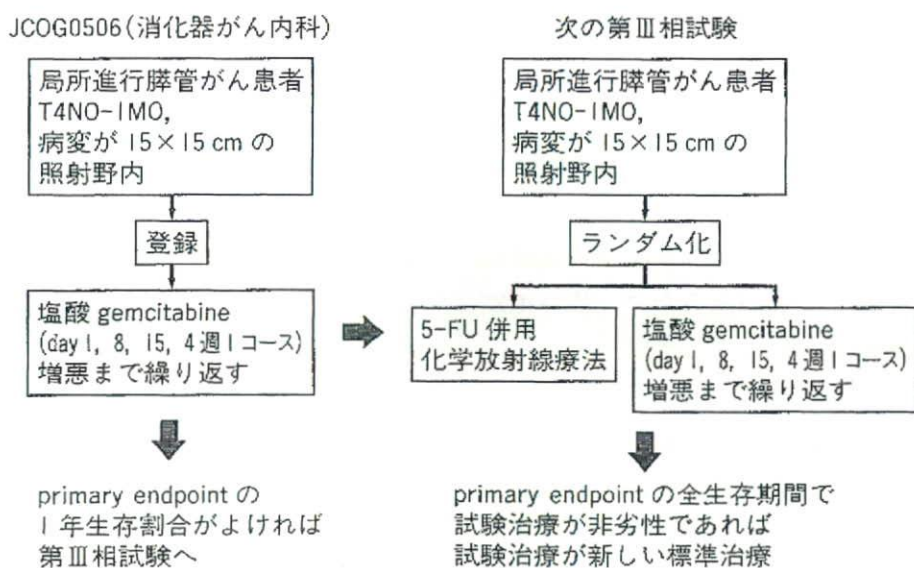 JCOG0506(消化器がん内科)
局所進行膵管がん患者
T4N0-1M0,
病変が 15×15 cm の
照射野内
登録
塩酸 gemcitabine
(day 1, 8, 15, 4週1コース)
増悪まで繰り返す
primary endpoint の
1年生存割合がよければ
第Ⅲ相試験へ
次の第Ⅲ相試験
局所進行膵管がん患者
T4N0-1M0,
病変が 15×15 cm の
照射野内
ランダム化
5-FU 併用
化学放射線療法
塩酸 gemcitabine
(day 1, 8, 15, 4週1コース)
増悪まで繰り返す
primary endpoint の全生存期間で
試験治療が非劣性であれば
試験治療が新しい標準治療